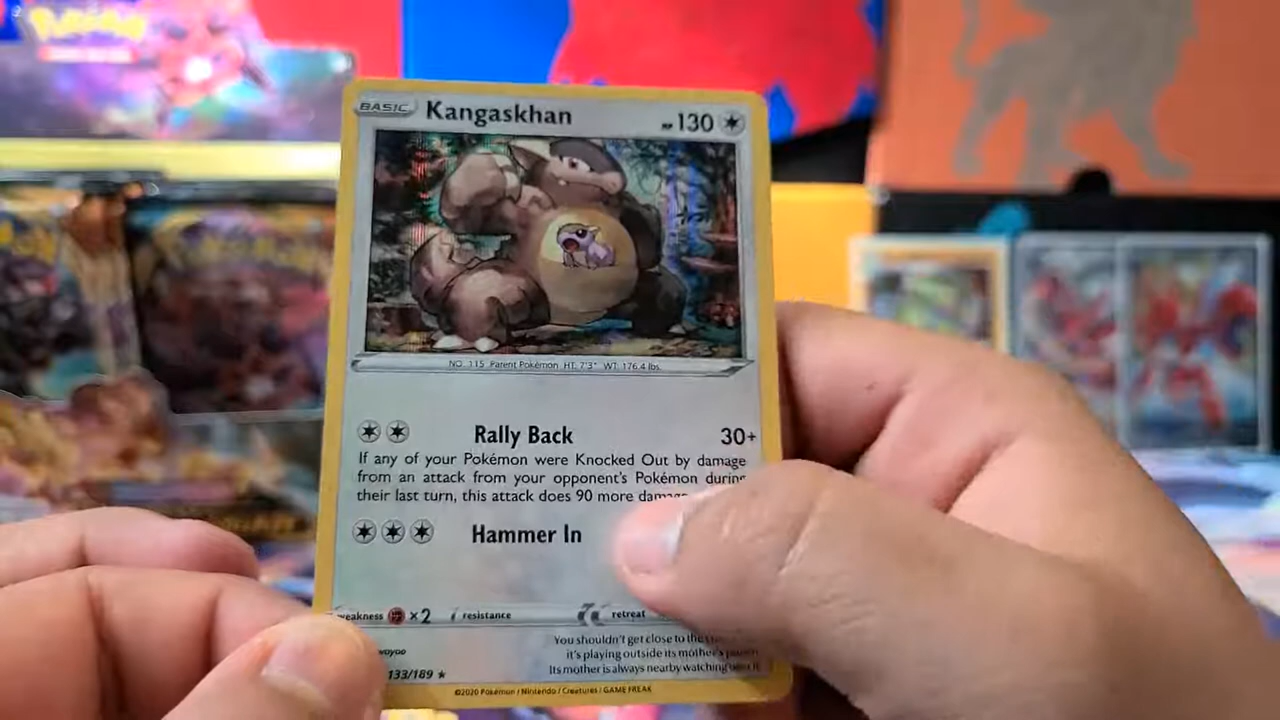 Pokémon
BASIC Kangaskhan HP 130
NO. 115 Parent Pokémon HT: 7'3" WT: 176.4 lbs.
Rally Back 30+
If any of your Pokémon were Knocked Out by damage
from an attack from your opponent's Pokémon during
their last turn, this attack does 90 more damage
Hammer In
weakness ×2 resistance retreat
You shouldn't get close to the
voyoo it's playing outside its mother's
Its mother is always nearby watching over it
133/189 ★
©2020 Pokémon / Nintendo / Creatures / GAME FREAK